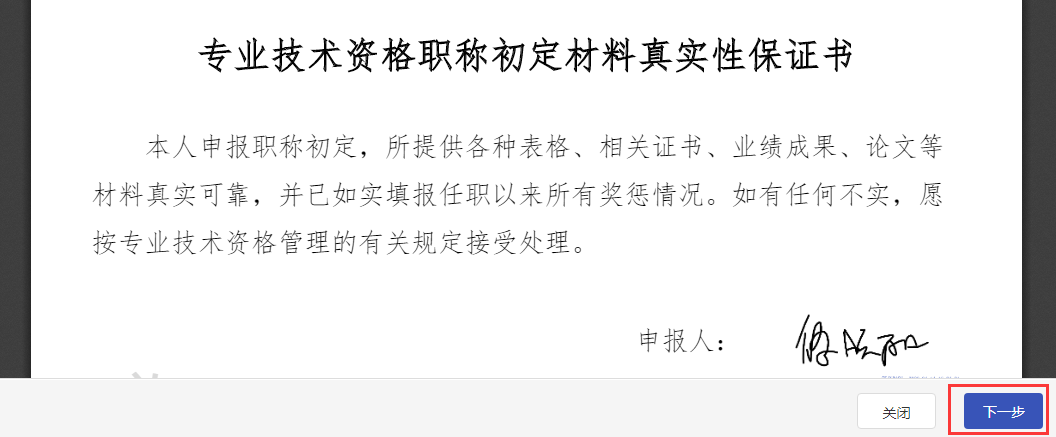 专业技术资格职称初定材料真实性保证书
本人申报职称初定，所提供各种表格、相关证书、业绩成果、论文等
材料真实可靠，并已如实填报任职以来所有奖惩情况。如有任何不实，愿
按专业技术资格管理的有关规定接受处理。
申报人：
关闭 下一步